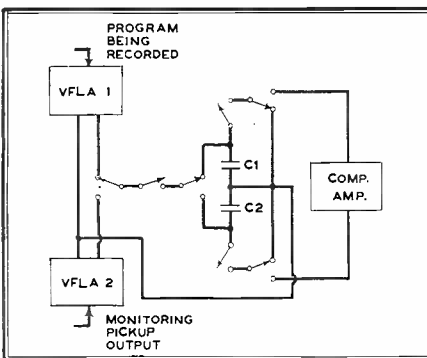 PROGRAM
BEING
RECORDED
VFLA 1
C1
C2
COMP.
AMP.
VFLA 2
MONITORING
PICKUP
OUTPUT